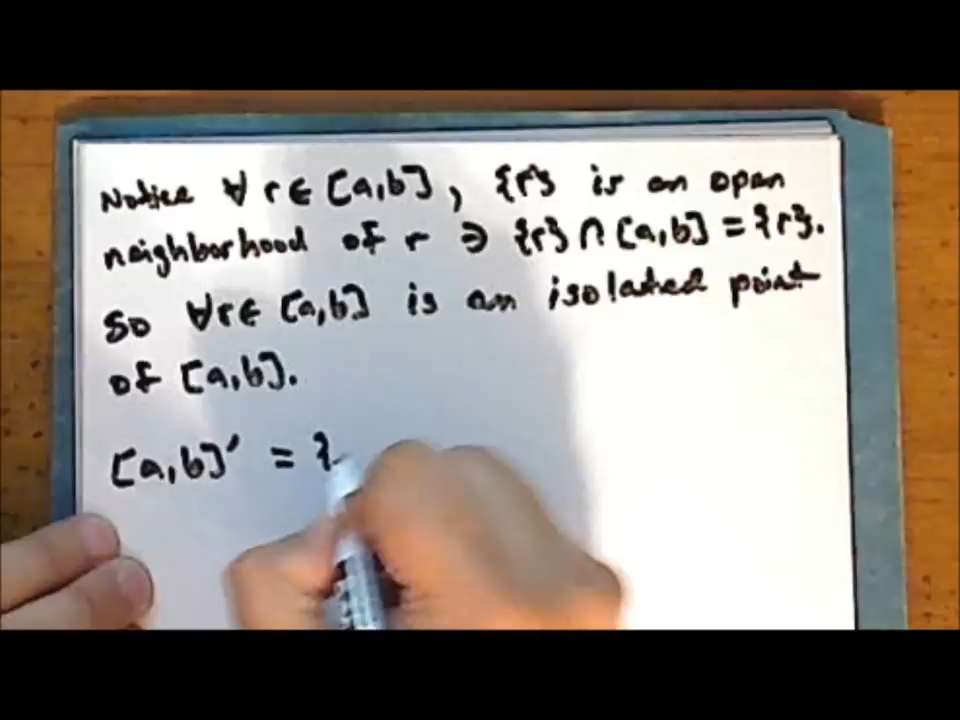 Notice ∀ r ∈ [a,b], {r} is an open
neighborhood of r ∋ {r} ∩ [a,b] = {r}.
So ∀r∈ [a,b] is an isolated point
of [a,b].
[a,b]' = {